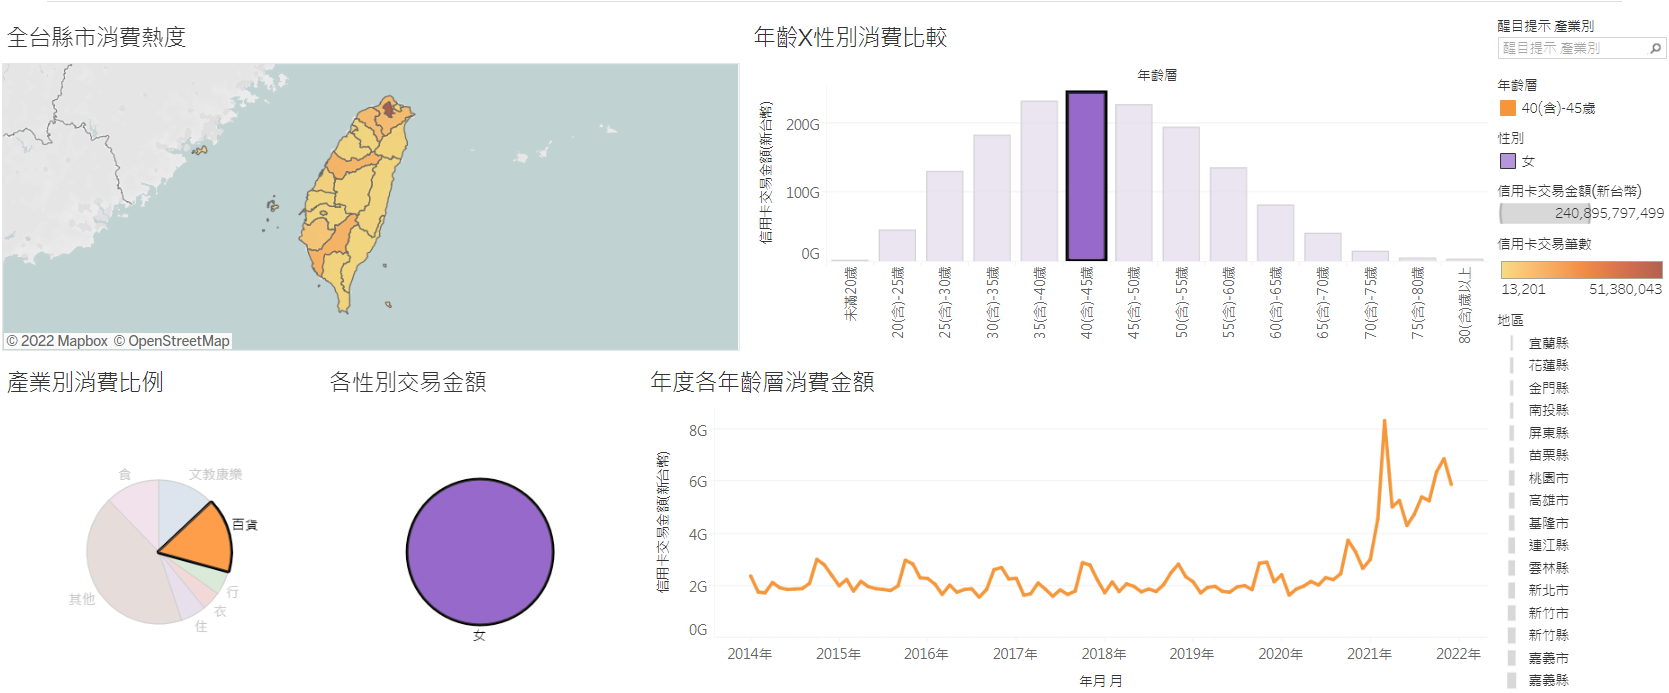 全台縣市消費熱度
© 2022 Mapbox © OpenStreetMap
年齡X性別消費比較
年齡層
信用卡交易金額(新台幣)
200G
100G
0G
未滿20歲
20(含)-25歲
25(含)-30歲
30(含)-35歲
35(含)-40歲
40(含)-45歲
45(含)-50歲
50(含)-55歲
55(含)-60歲
60(含)-65歲
65(含)-70歲
70(含)-75歲
75(含)-80歲
80(含)歲以上
產業別消費比例
食
文教康樂
百貨
行
衣
住
其他
各性別交易金額
女
年度各年齡層消費金額
信用卡交易金額(新台幣)
8G
6G
4G
2G
0G
2014年
2015年
2016年
2017年
2018年
2019年
2020年
2021年
2022年
年月 月
醒目提示 產業別
醒目提示 產業別
年齡層
40(含)-45歲
性別
女
信用卡交易金額(新台幣)
240,895,797,499
信用卡交易筆數
13,201
51,380,043
地區
宜蘭縣
花蓮縣
金門縣
南投縣
屏東縣
苗栗縣
桃園市
高雄市
基隆市
連江縣
雲林縣
新北市
新竹市
新竹縣
嘉義市
嘉義縣